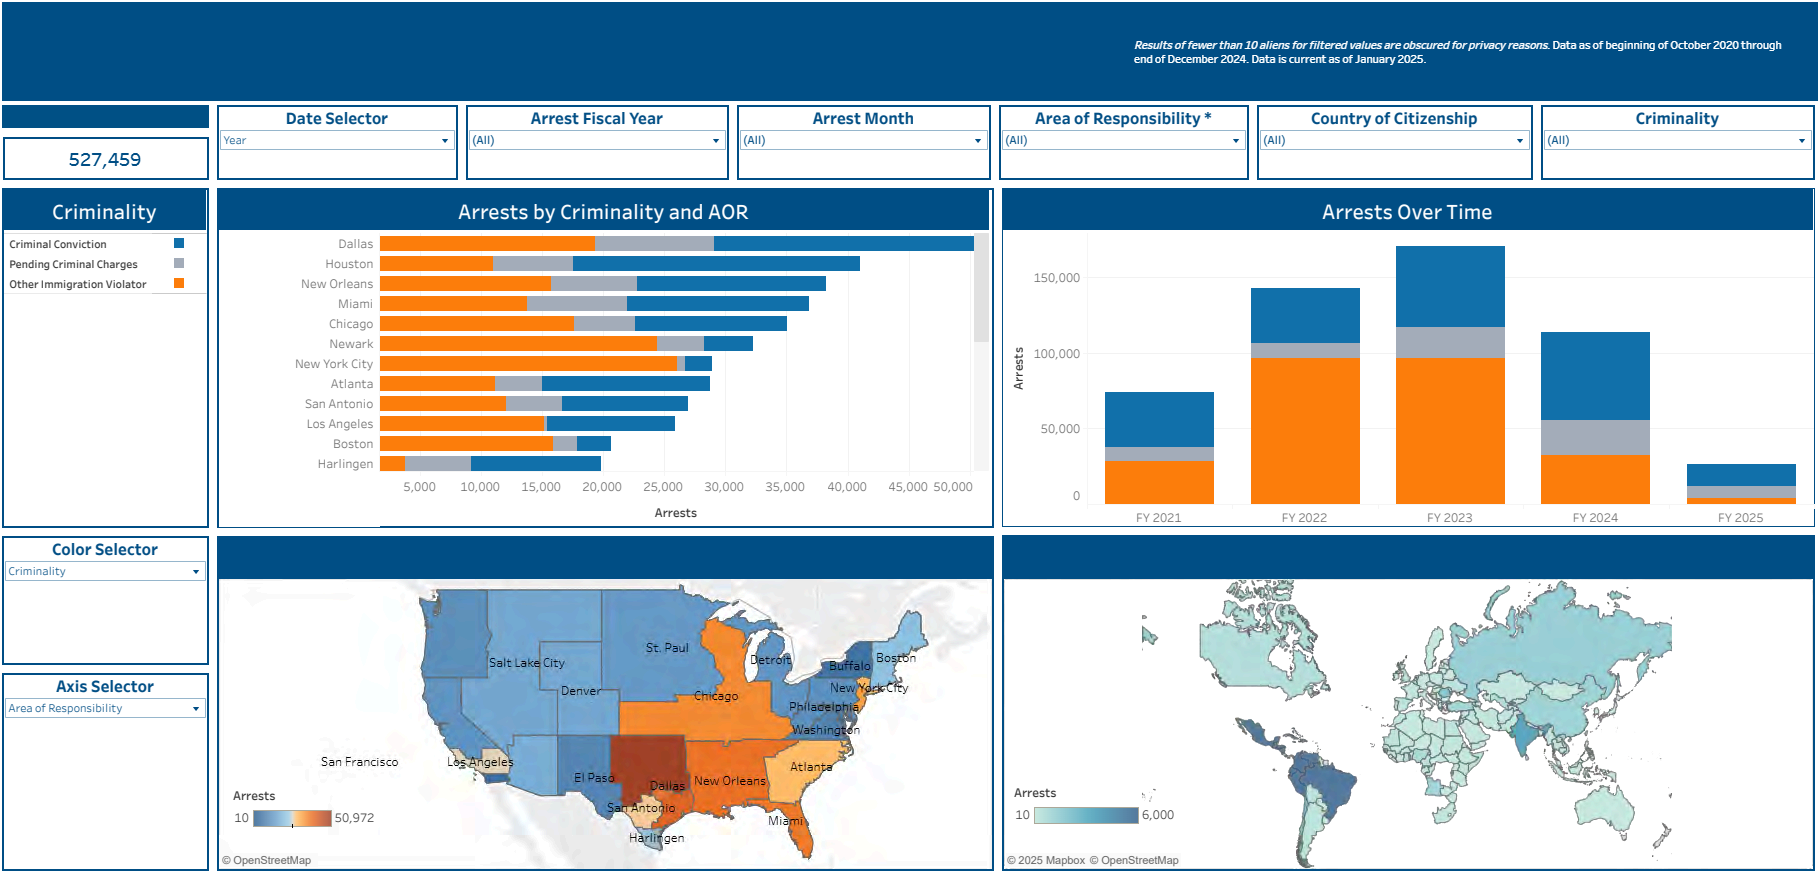 Results of fewer than 10 aliens for filtered values are obscured for privacy reasons. Data as of beginning of October 2020 through
end of December 2024. Data is current as of January 2025.
Date Selector
Year
Arrest Fiscal Year
(All)
Arrest Month
(All)
Area of Responsibility *
(All)
Country of Citizenship
(All)
Criminality
(All)
527,459
Criminality
Criminal Conviction
Pending Criminal Charges
Other Immigration Violator
Arrests by Criminality and AOR
Dallas
Houston
New Orleans
Miami
Chicago
Newark
New York City
Atlanta
San Antonio
Los Angeles
Boston
Harlingen
5,000 10,000 15,000 20,000 25,000 30,000 35,000 40,000 45,000 50,000
Arrests
Arrests Over Time
Arrests
150,000
100,000
50,000
0
FY 2021 FY 2022 FY 2023 FY 2024 FY 2025
Color Selector
Criminality
Axis Selector
Area of Responsibility
St. Paul
Salt Lake City
Detroit
Buffalo
Boston
Denver
Chicago
New York City
Philadelphia
Washington
San Francisco
Los Angeles
El Paso
Dallas
New Orleans
Atlanta
San Antonio
Miami
Harlingen
Arrests
10 50,972
© OpenStreetMap
Arrests
10 6,000
© 2025 Mapbox © OpenStreetMap